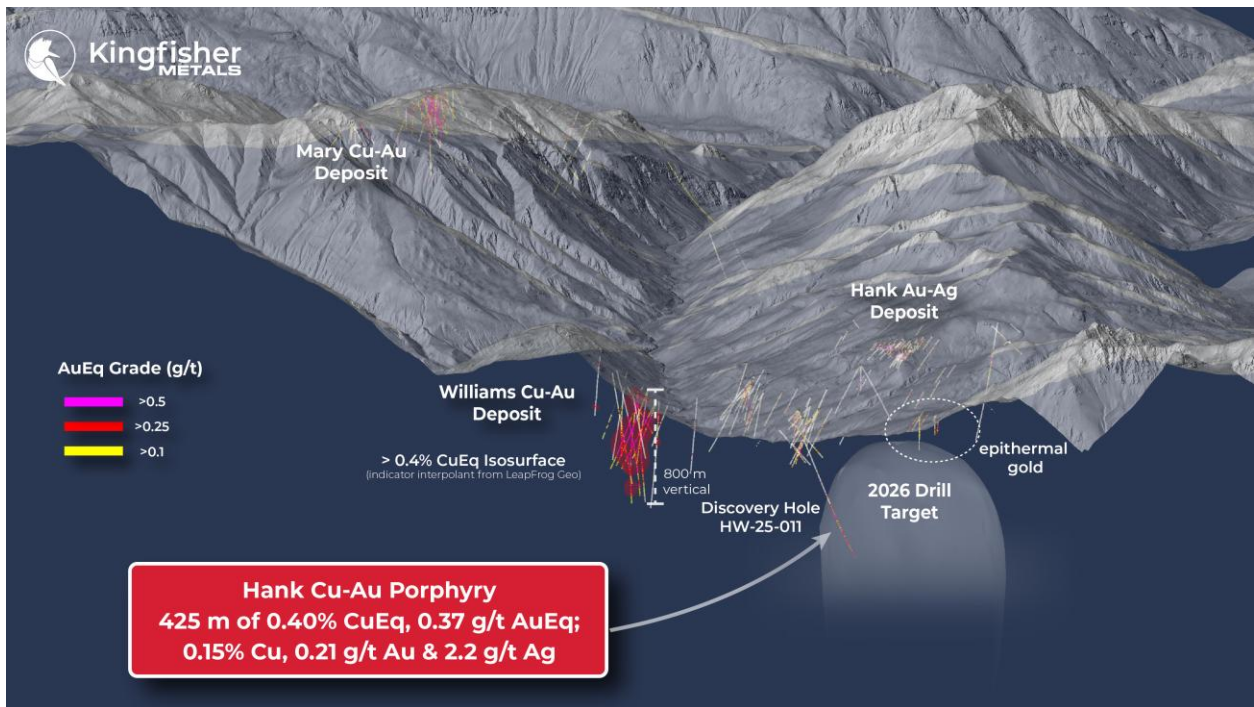 Kingfisher
METALS
Mary Cu-Au
Deposit
Hank Au-Ag
Deposit
AuEq Grade (g/t)
>0.5
>0.25
>0.1
Williams Cu-Au
Deposit
> 0.4% CuEq Isosurface
(indicator interpolant from LeapFrog Geo)
800 m
vertical
Discovery Hole
HW-25-011
2026 Drill
Target
epithermal
gold
Hank Cu-Au Porphyry
425 m of 0.40% CuEq, 0.37 g/t AuEq;
0.15% Cu, 0.21 g/t Au & 2.2 g/t Ag